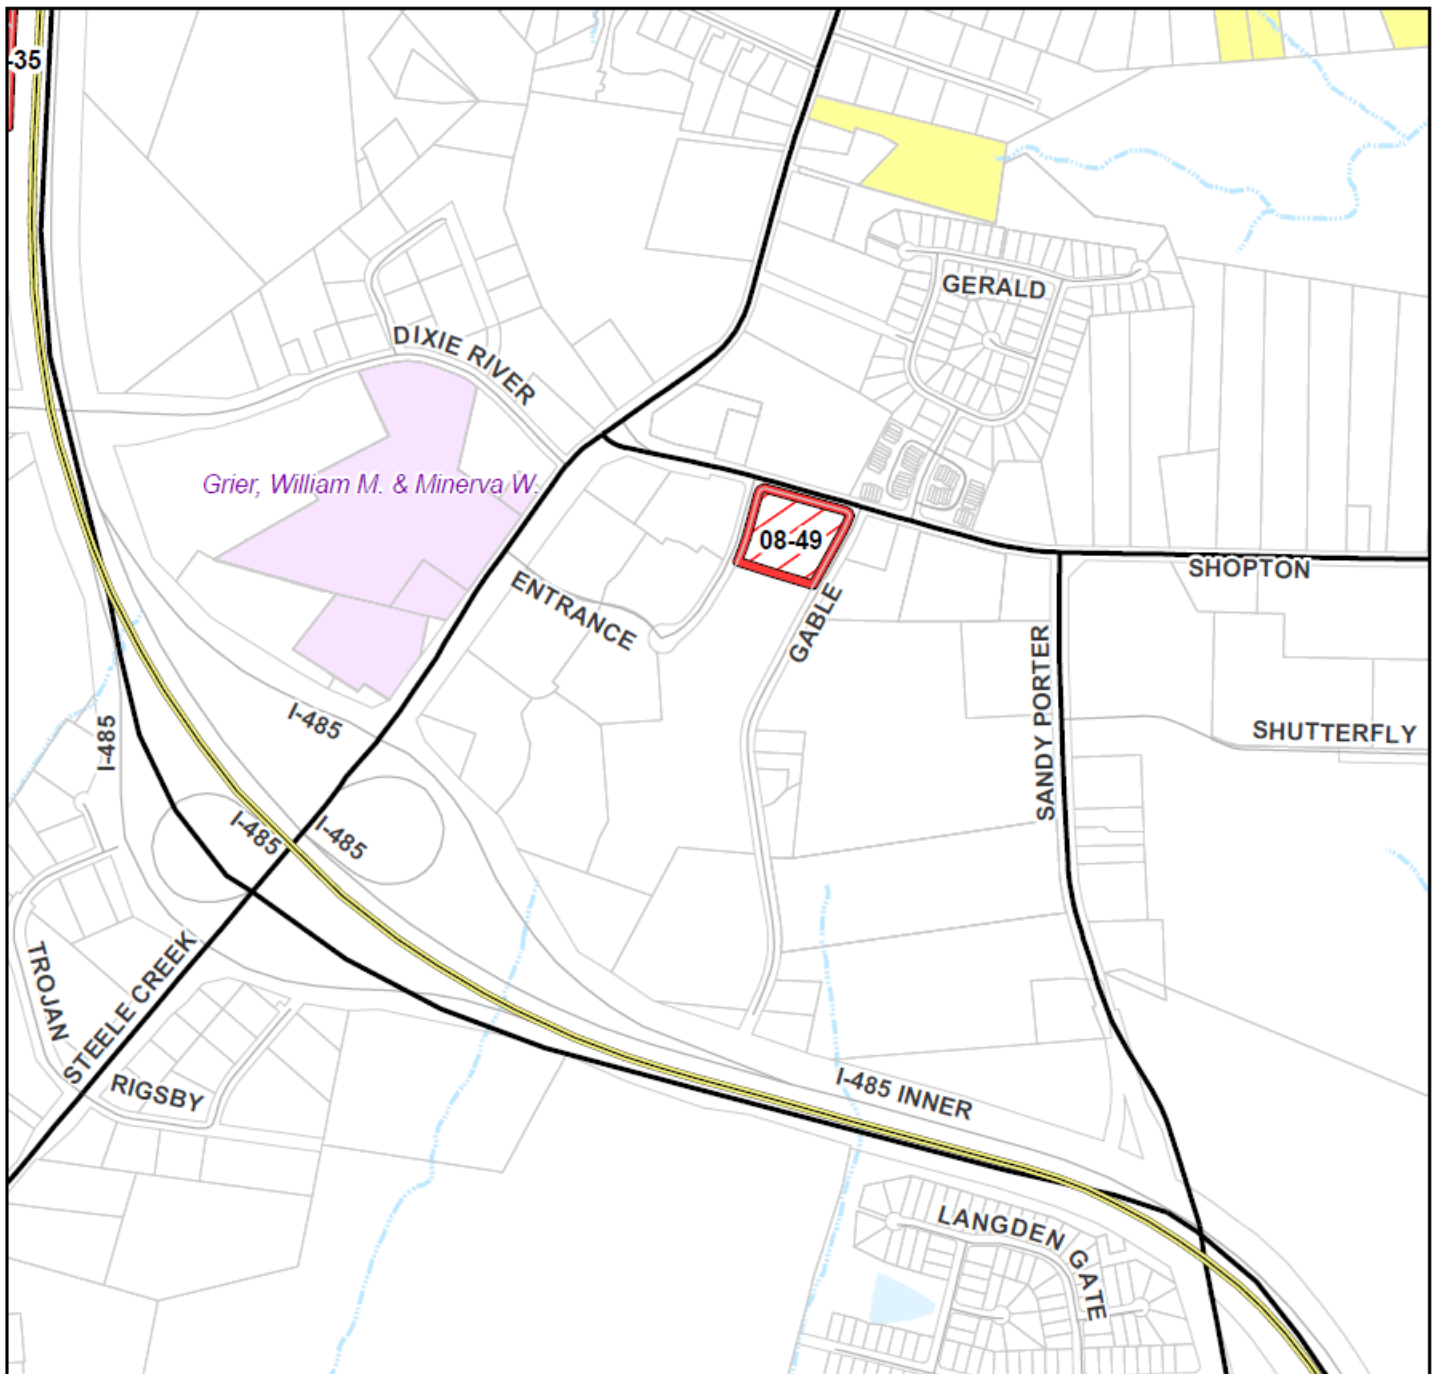 -35
GERALD
DIXIE RIVER
Grier, William M. & Minerva W.
08-49
SHOPTON
ENTRANCE
GABLE
SANDY PORTER
I-485
I-485
SHUTTERFLY
I-485
I-485
TROJAN
STEELE CREEK
RIGSBY
I-485 INNER
LANGDEN GATE